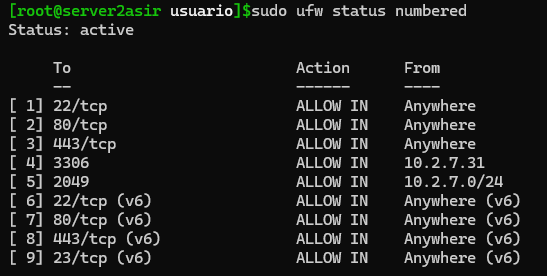 [root@server2asir usuario]$sudo ufw status numbered
Status: active

     To                         Action      From
     --                         ------      ----
[ 1] 22/tcp                     ALLOW IN    Anywhere
[ 2] 80/tcp                     ALLOW IN    Anywhere
[ 3] 443/tcp                    ALLOW IN    Anywhere
[ 4] 3306                       ALLOW IN    10.2.7.31
[ 5] 2049                       ALLOW IN    10.2.7.0/24
[ 6] 22/tcp (v6)                ALLOW IN    Anywhere (v6)
[ 7] 80/tcp (v6)                ALLOW IN    Anywhere (v6)
[ 8] 443/tcp (v6)               ALLOW IN    Anywhere (v6)
[ 9] 23/tcp (v6)                ALLOW IN    Anywhere (v6)